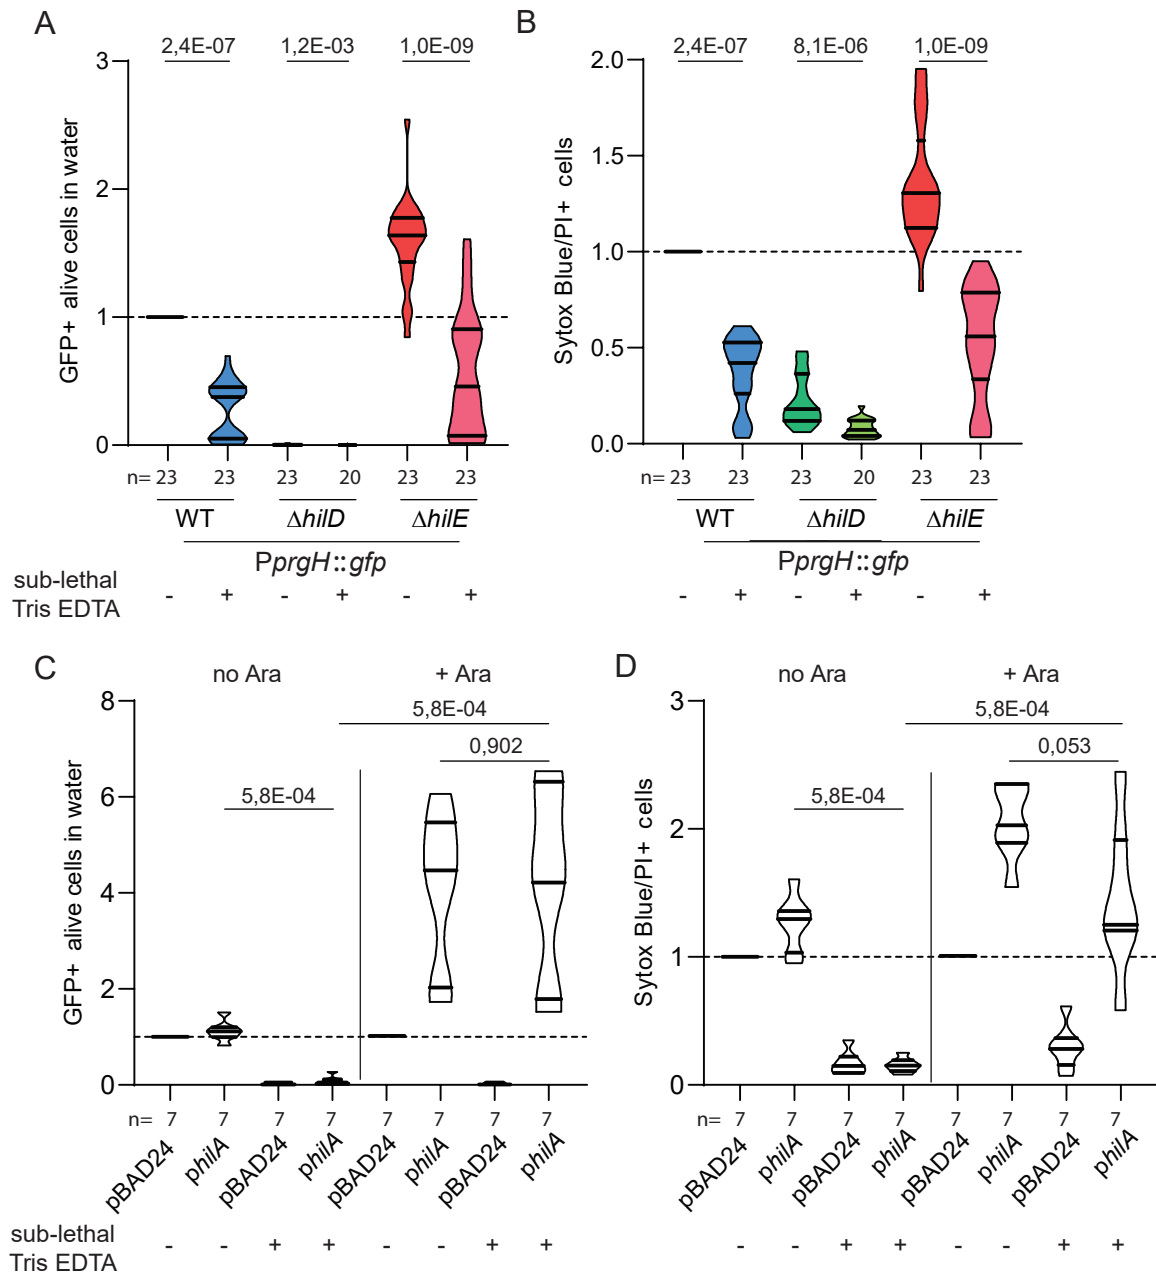 A
2,4E-07 1,2E-03 1,0E-09
GFP+ alive cells in water
3
2
1
0
n= 23 23 23 20 23 23
WT ΔhilD ΔhilE
PprgH::gfp
sub-lethal
Tris EDTA
- + - + - +
B
2,4E-07 8,1E-06 1,0E-09
Sytox Blue/PI+ cells
2.0
1.5
1.0
0.5
0.0
n= 23 23 23 20 23 23
WT ΔhilD ΔhilE
PprgH::gfp
- + - + - +
C
no Ara + Ara
5,8E-04
0,902
5,8E-04
GFP+ alive cells in water
8
6
4
2
0
n= 7 7 7 7 7 7 7 7
pBAD24 philA pBAD24 philA pBAD24 philA pBAD24 philA
sub-lethal
Tris EDTA
- - + + - - + +
D
no Ara + Ara
5,8E-04
0,053
5,8E-04
Sytox Blue/PI+ cells
3
2
1
0
n= 7 7 7 7 7 7 7 7
pBAD24 philA pBAD24 philA pBAD24 philA pBAD24 philA
- - + + - - + +